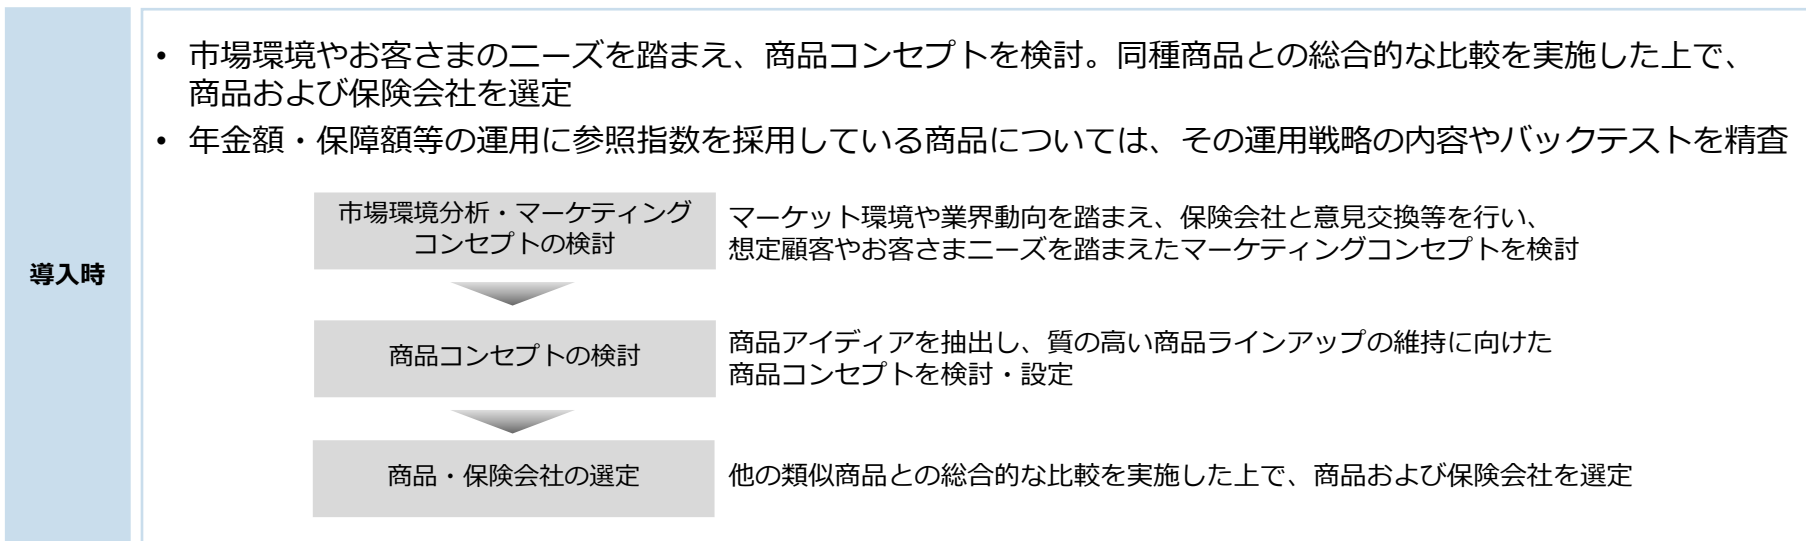 導入時
• 市場環境やお客さまのニーズを踏まえ、商品コンセプトを検討。同種商品との総合的な比較を実施した上で、
商品および保険会社を選定
• 年金額・保障額等の運用に参照指数を採用している商品については、その運用戦略の内容やバックテストを精査
市場環境分析・マーケティング
コンセプトの検討
マーケット環境や業界動向を踏まえ、保険会社と意見交換等を行い、
想定顧客やお客さまニーズを踏まえたマーケティングコンセプトを検討
商品コンセプトの検討
商品アイディアを抽出し、質の高い商品ラインアップの維持に向けた
商品コンセプトを検討・設定
商品・保険会社の選定
他の類似商品との総合的な比較を実施した上で、商品および保険会社を選定